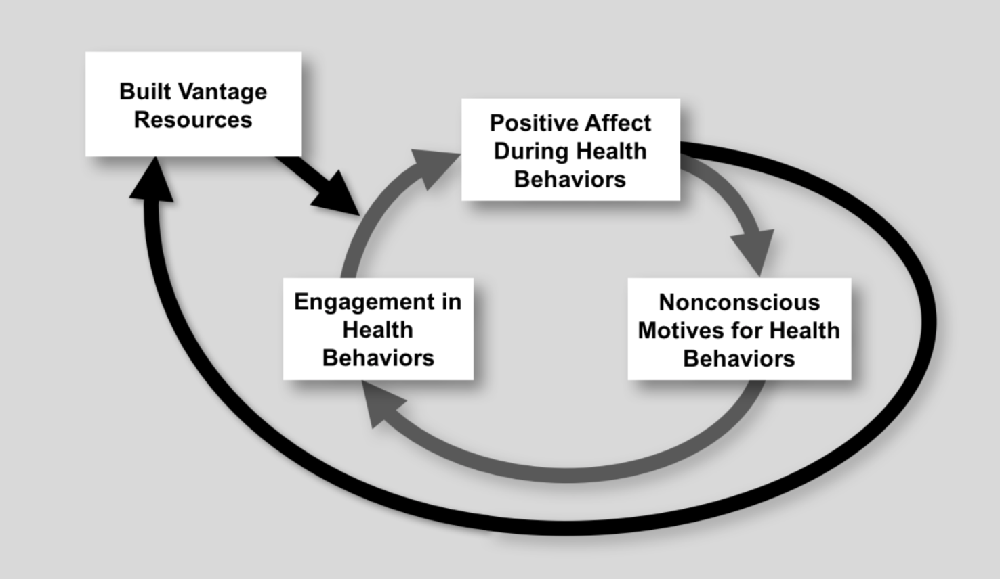 Built Vantage
Resources
Positive Affect
During Health
Behaviors
Engagement in
Health
Behaviors
Nonconscious
Motives for Health
Behaviors